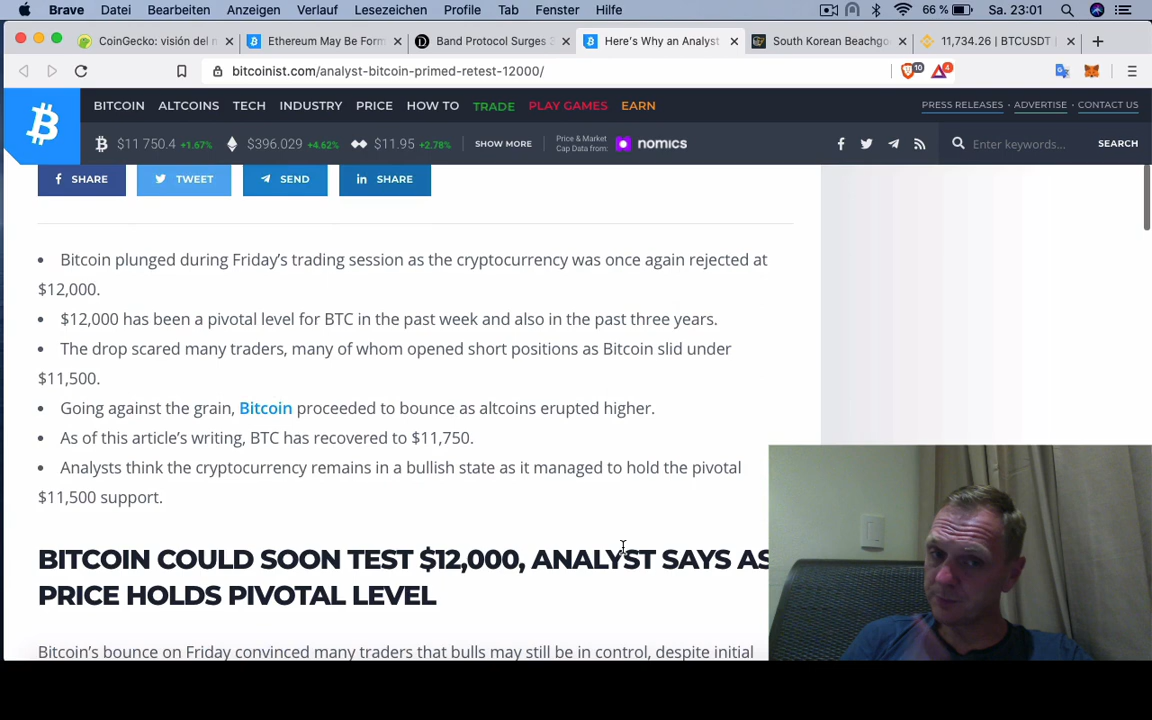 Brave Datei Bearbeiten Anzeigen Verlauf Lesezeichen Profile Tab Fenster Hilfe 66 % Sa. 23:01
CoinGecko: visión del n Ethereum May Be Form Band Protocol Surges 3 Here's Why an Analyst South Korean Beachgo 11,734.26 | BTCUSDT |
bitcoinist.com/analyst-bitcoin-primed-retest-12000/ 10 4
BITCOIN ALTCOINS TECH INDUSTRY PRICE HOW TO TRADE PLAY GAMES EARN PRESS RELEASES ADVERTISE CONTACT US
$11 750.4 +1.67% $396.029 +4.62% $11.95 +2.78% SHOW MORE Price & Market Cap Data from: nomics Enter keywords... SEARCH
SHARE TWEET SEND SHARE
• Bitcoin plunged during Friday's trading session as the cryptocurrency was once again rejected at
$12,000.
• $12,000 has been a pivotal level for BTC in the past week and also in the past three years.
• The drop scared many traders, many of whom opened short positions as Bitcoin slid under
$11,500.
• Going against the grain, Bitcoin proceeded to bounce as altcoins erupted higher.
• As of this article's writing, BTC has recovered to $11,750.
• Analysts think the cryptocurrency remains in a bullish state as it managed to hold the pivotal
$11,500 support.
BITCOIN COULD SOON TEST $12,000, ANALYST SAYS AS
PRICE HOLDS PIVOTAL LEVEL
Bitcoin's bounce on Friday convinced many traders that bulls may still be in control, despite initial